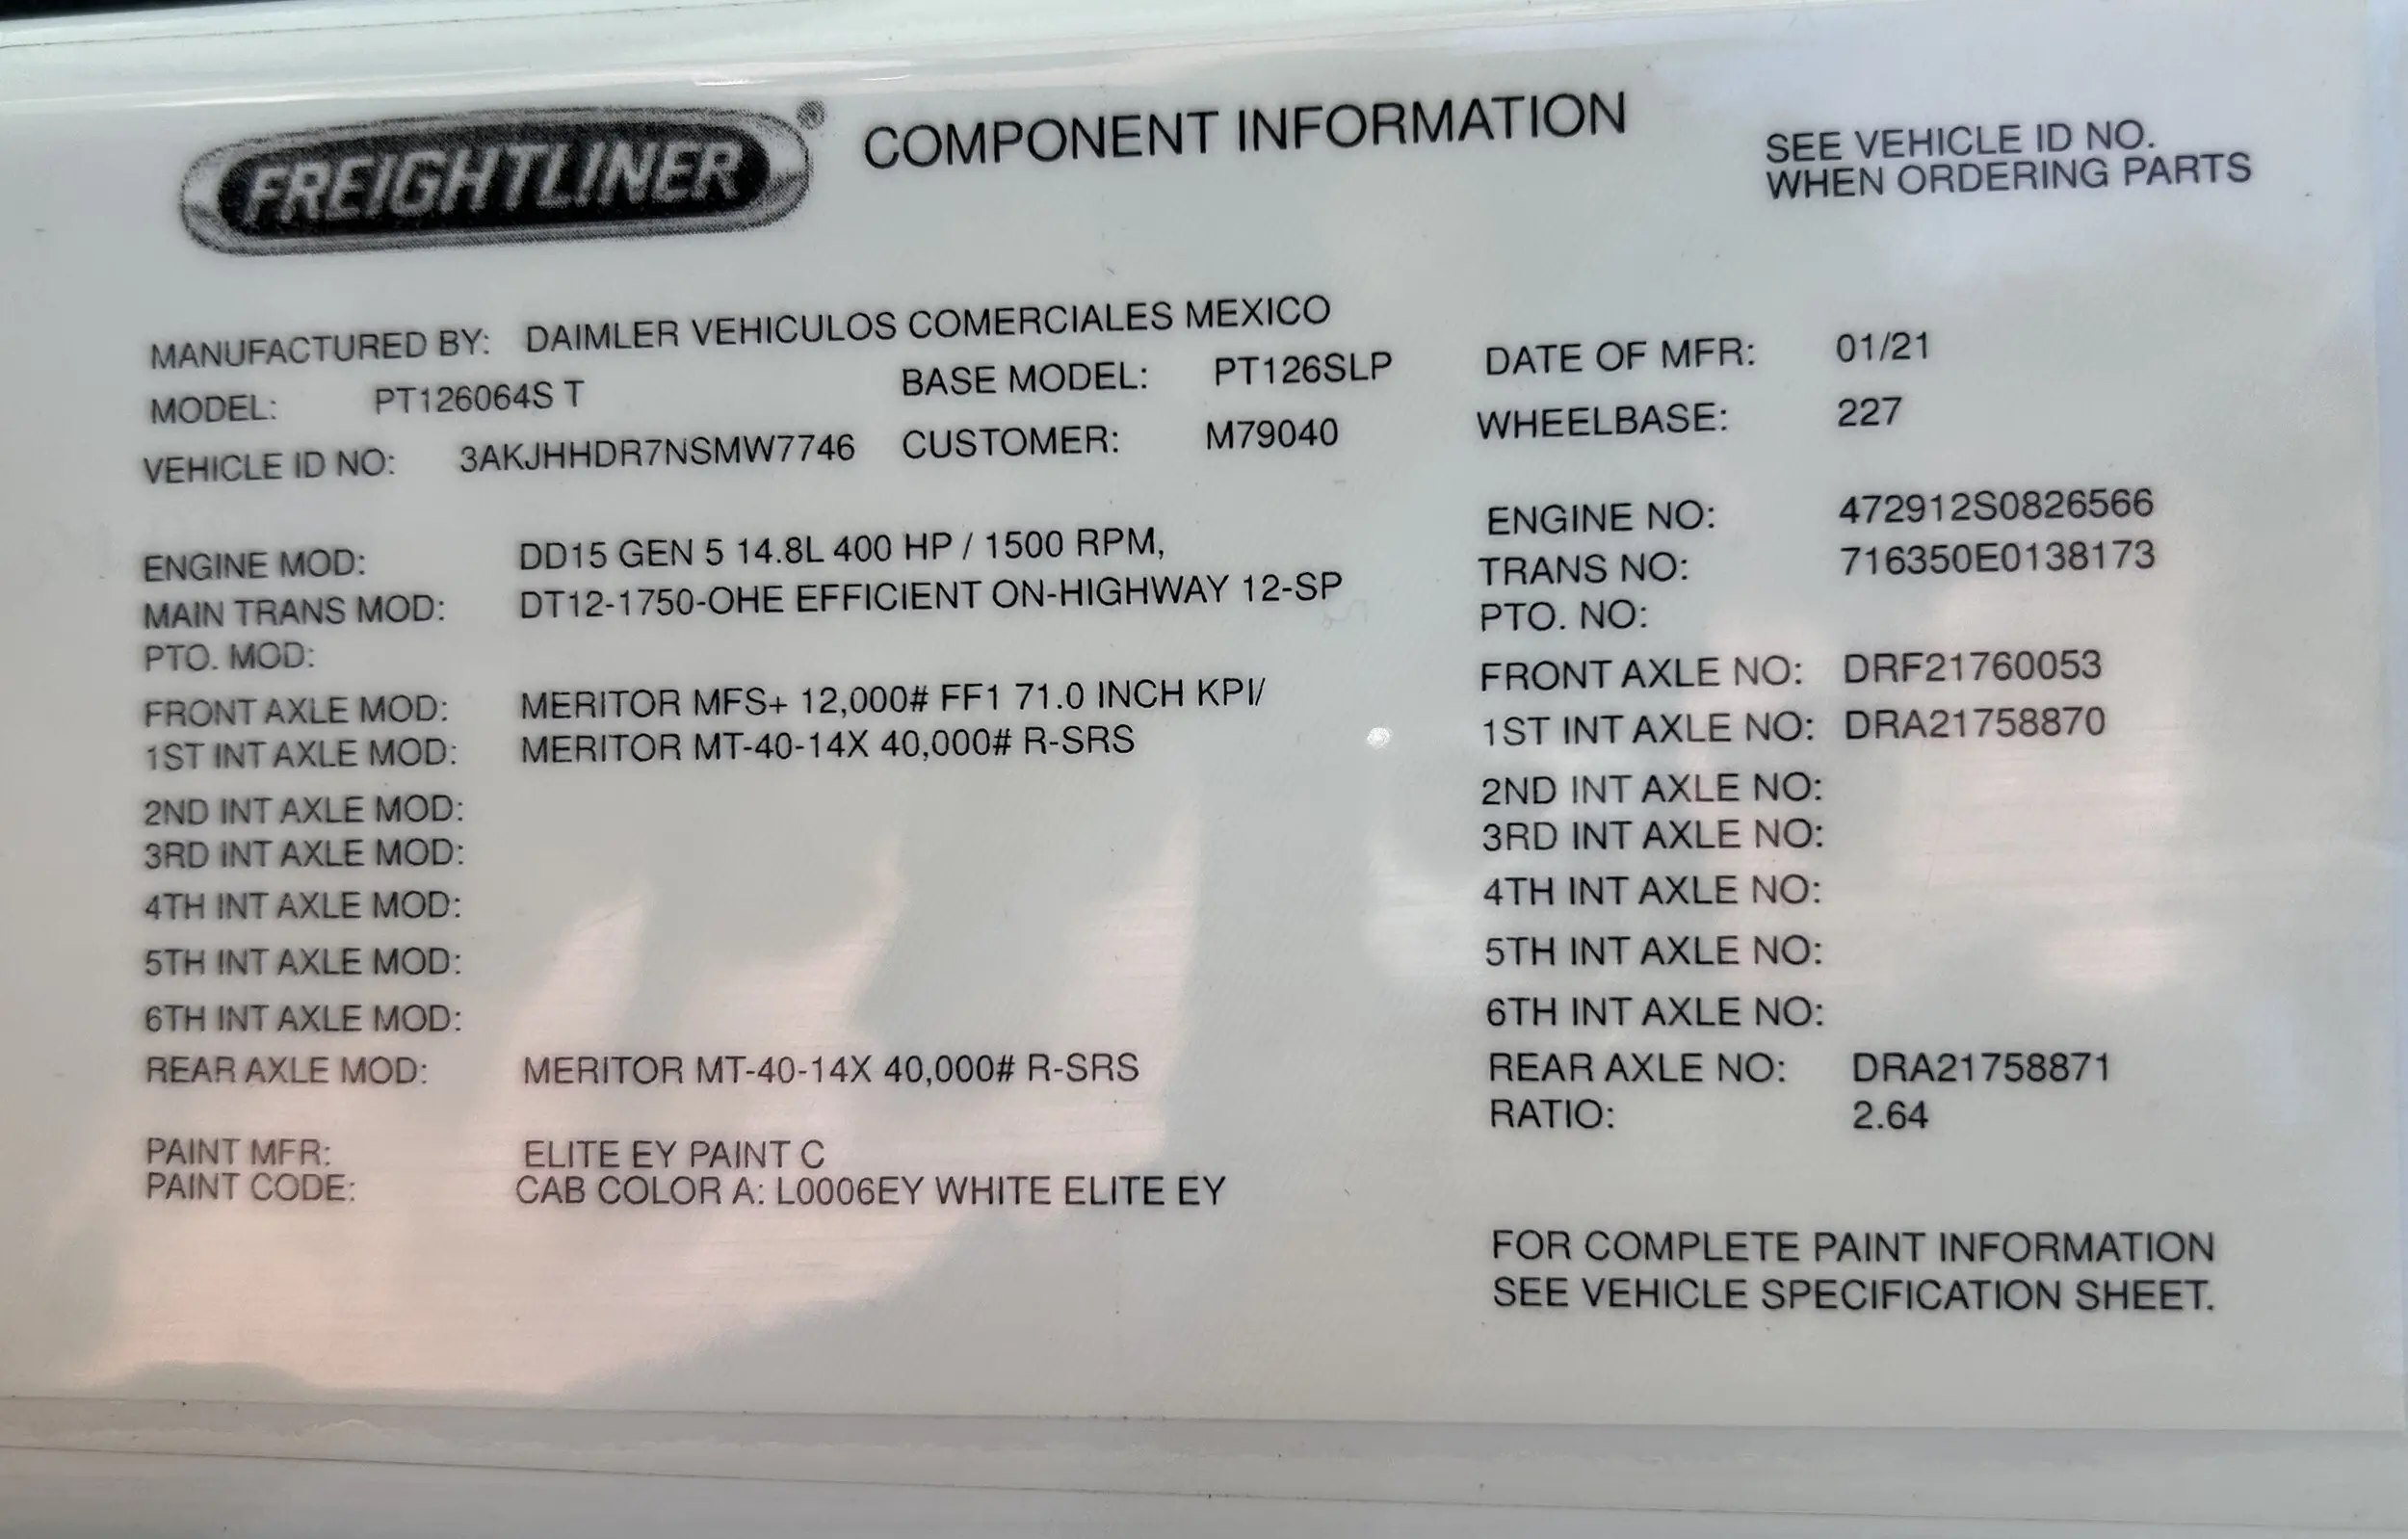 FREIGHTLINER® COMPONENT INFORMATION
SEE VEHICLE ID NO.
WHEN ORDERING PARTS
MANUFACTURED BY: DAIMLER VEHICULOS COMERCIALES MEXICO
DATE OF MFR: 01/21
MODEL: PT126064S T BASE MODEL: PT126SLP
WHEELBASE: 227
VEHICLE ID NO: 3AKJHHDR7NSMW7746 CUSTOMER: M79040
ENGINE MOD: DD15 GEN 5 14.8L 400 HP / 1500 RPM,
ENGINE NO: 472912S0826566
MAIN TRANS MOD: DT12-1750-OHE EFFICIENT ON-HIGHWAY 12-SP
TRANS NO: 716350E0138173
PTO. MOD:
PTO. NO:
FRONT AXLE MOD: MERITOR MFS+ 12,000# FF1 71.0 INCH KPI/
FRONT AXLE NO: DRF21760053
1ST INT AXLE MOD: MERITOR MT-40-14X 40,000# R-SRS
1ST INT AXLE NO: DRA21758870
2ND INT AXLE MOD:
2ND INT AXLE NO:
3RD INT AXLE MOD:
3RD INT AXLE NO:
4TH INT AXLE MOD:
4TH INT AXLE NO:
5TH INT AXLE MOD:
5TH INT AXLE NO:
6TH INT AXLE MOD:
6TH INT AXLE NO:
REAR AXLE MOD: MERITOR MT-40-14X 40,000# R-SRS
REAR AXLE NO: DRA21758871
RATIO: 2.64
PAINT MFR: ELITE EY PAINT C
PAINT CODE: CAB COLOR A: L0006EY WHITE ELITE EY
FOR COMPLETE PAINT INFORMATION
SEE VEHICLE SPECIFICATION SHEET.